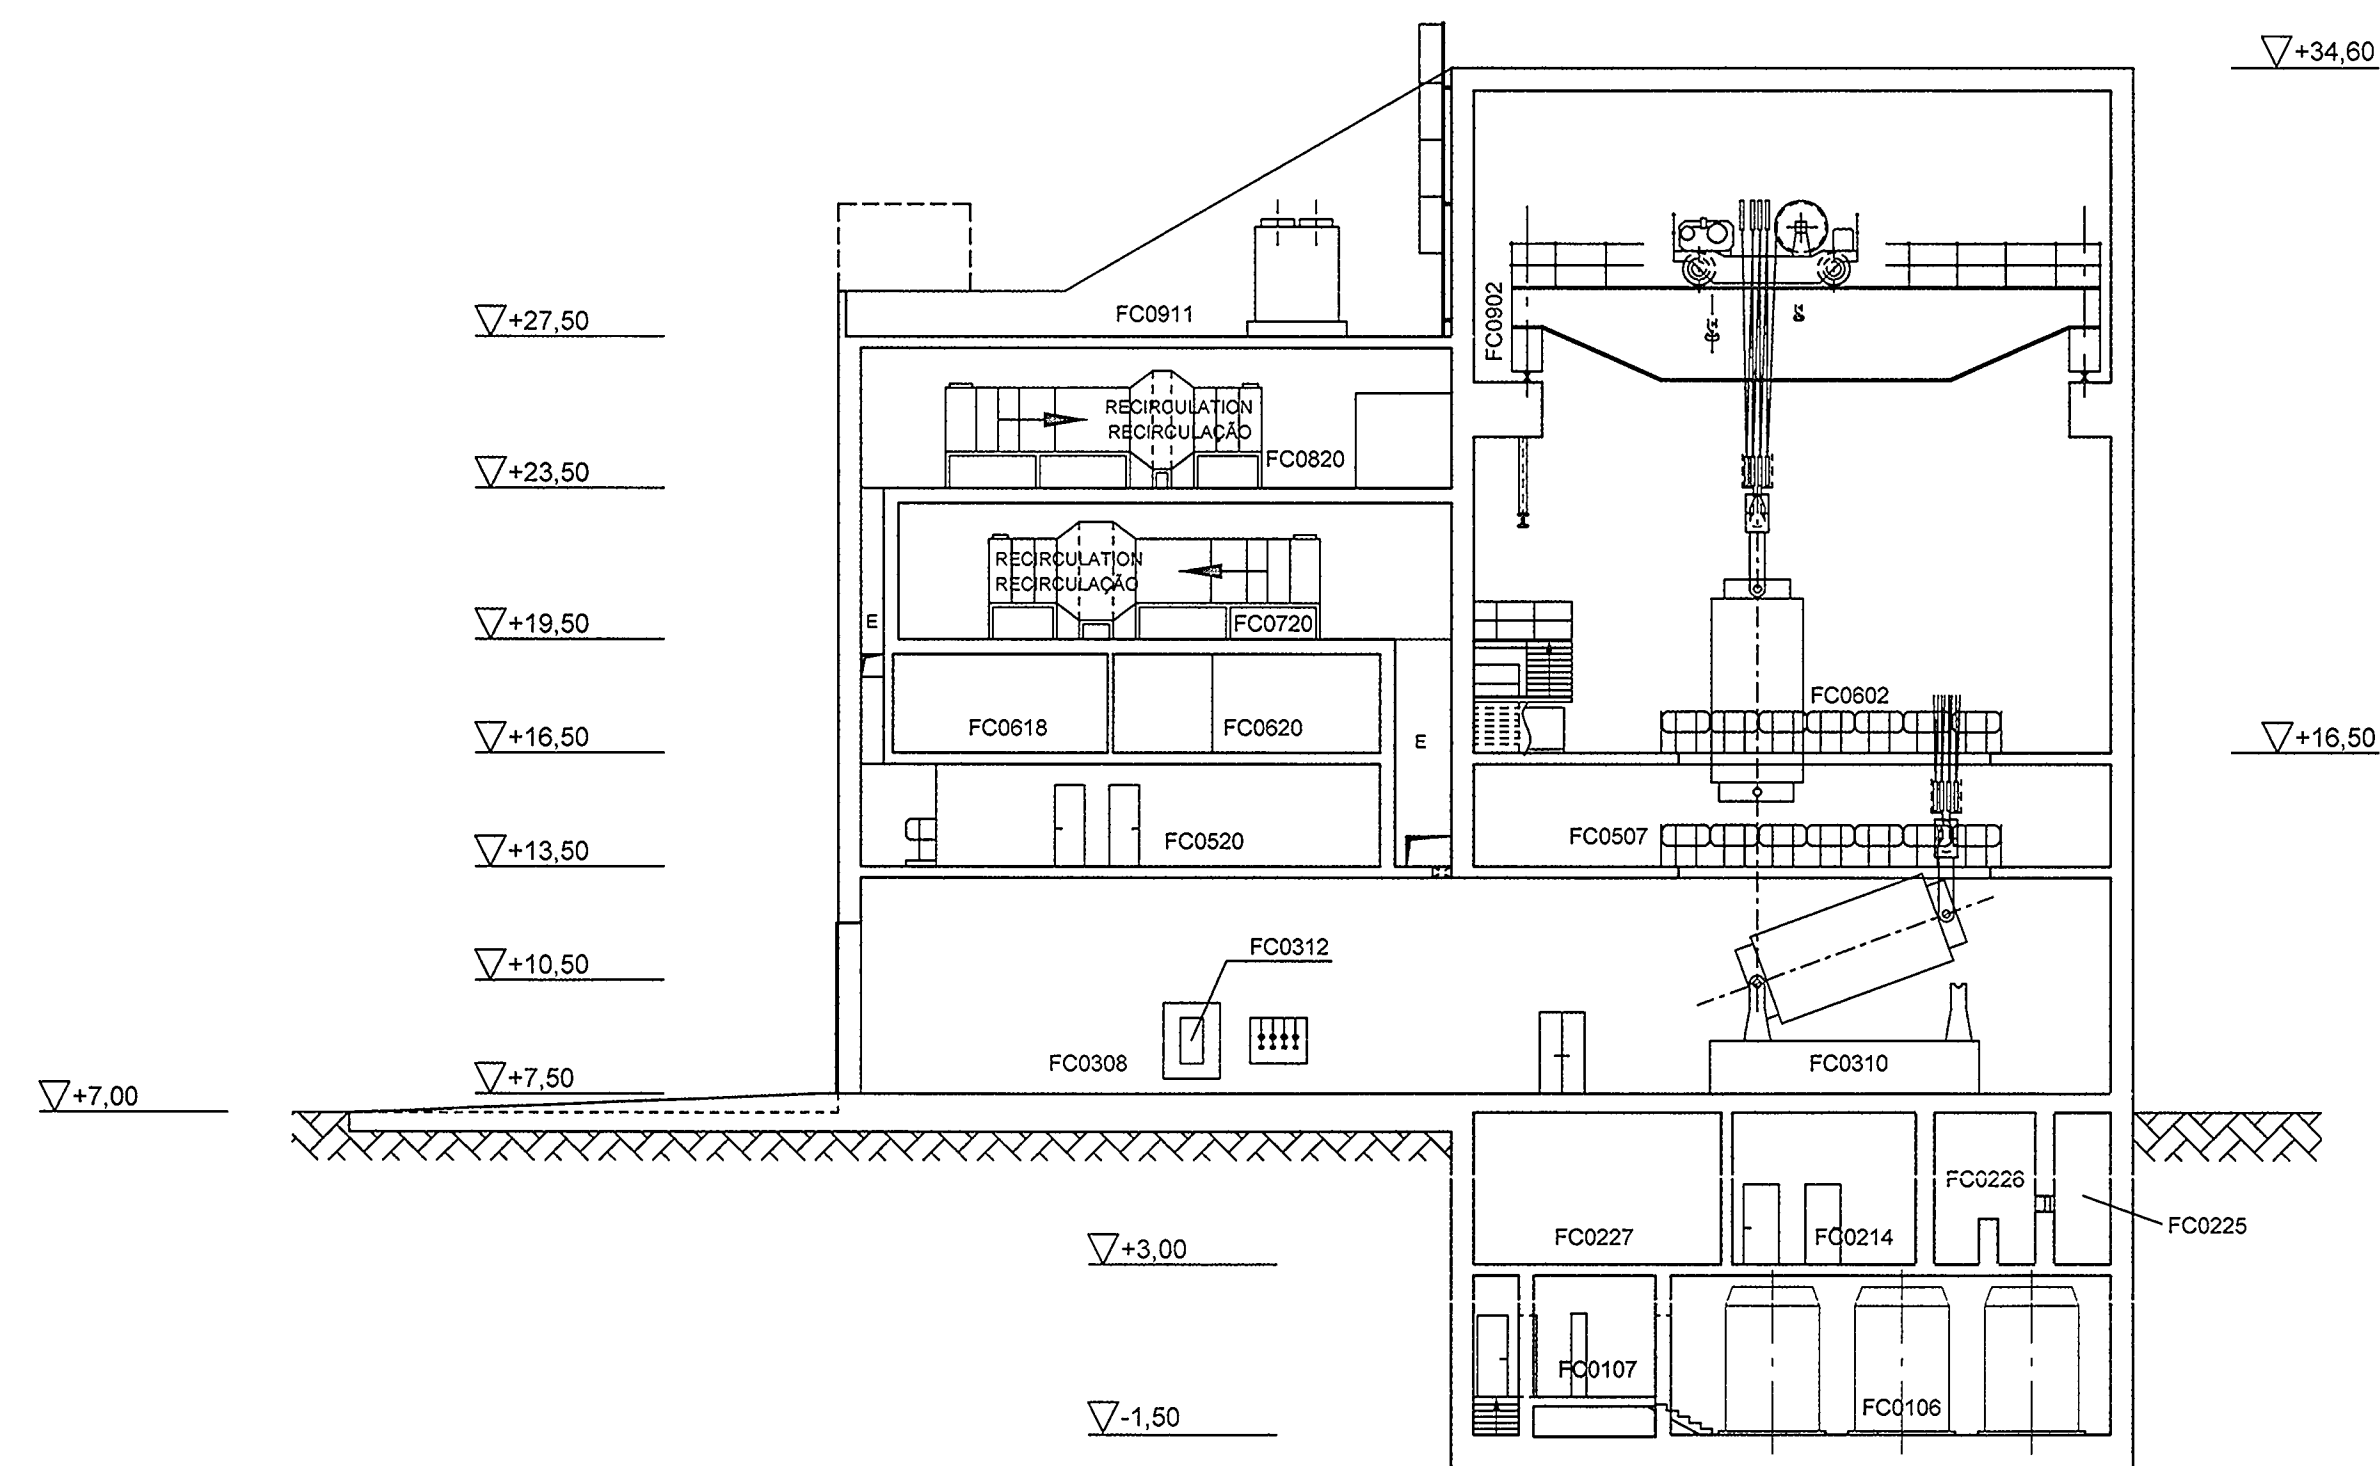 +34,60
+27,50
FC0911
FC0902
RECIRCULATION
RECIRCULAÇÃO
FC0820
+23,50
RECIRCULATION
RECIRCULAÇÃO
FC0720
E
+19,50
FC0602
FC0618
FC0620
E
+16,50
+16,50
FC0507
FC0520
+13,50
FC0312
+10,50
FC0308
FC0310
+7,50
+7,00
FC0226
FC0225
FC0227
FC0214
+3,00
FC0107
FC0106
-1,50